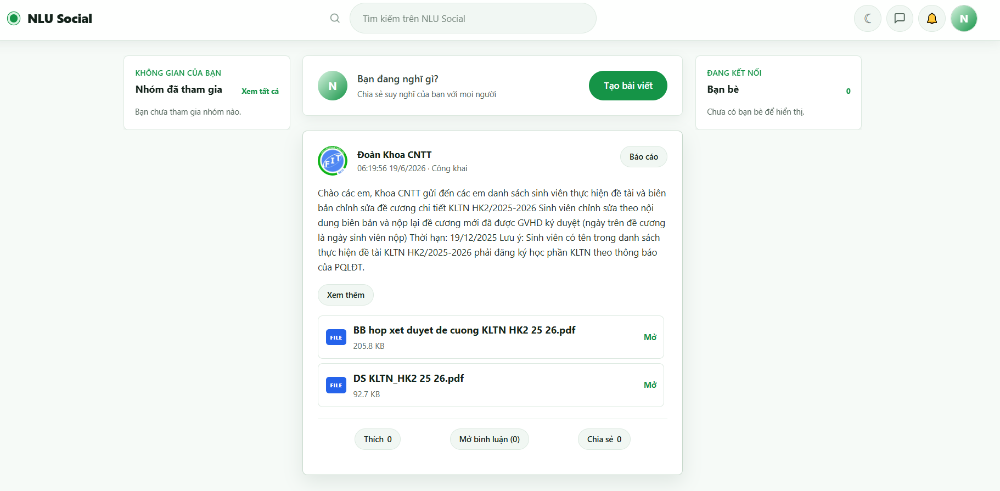 NLU Social
Tìm kiếm trên NLU Social
N
KHÔNG GIAN CỦA BẠN
Nhóm đã tham gia
Xem tất cả
Bạn chưa tham gia nhóm nào.
N
Bạn đang nghĩ gì?
Chia sẻ suy nghĩ của bạn với mọi người
Tạo bài viết
ĐANG KẾT NỐI
Bạn bè
0
Chưa có bạn bè để hiển thị.
FIT
NLU
Đoàn Khoa CNTT
06:19:56 19/6/2026 · Công khai
Báo cáo
Chào các em, Khoa CNTT gửi đến các em danh sách sinh viên thực hiện đề tài và biên
bản chỉnh sửa đề cương chi tiết KLTN HK2/2025-2026 Sinh viên chỉnh sửa theo nội
dung biên bản và nộp lại đề cương mới đã được GVHD ký duyệt (ngày trên đề cương
là ngày sinh viên nộp) Thời hạn: 19/12/2025 Lưu ý: Sinh viên có tên trong danh sách
thực hiện đề tài KLTN HK2/2025-2026 phải đăng ký học phần KLTN theo thông báo
của PQLĐT.
Xem thêm
FILE
BB hop xet duyet de cuong KLTN HK2 25 26.pdf
205.8 KB
Mở
FILE
DS KLTN_HK2 25 26.pdf
92.7 KB
Mở
Thích 0
Mở bình luận (0)
Chia sẻ 0